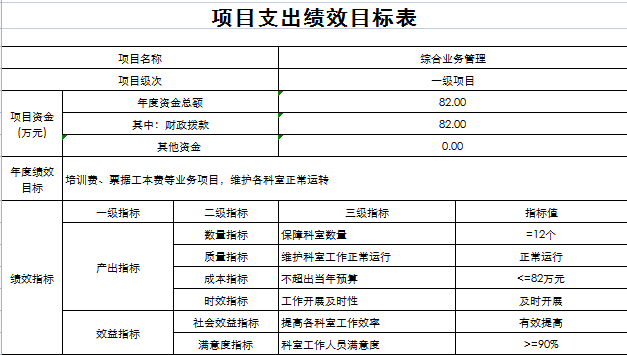 项目支出绩效目标表
项目名称 综合业务管理
项目级次 一级项目
项目资金
(万元)
年度资金总额 82.00
其中：财政拨款 82.00
其他资金 0.00
年度绩效
目标
培训费、票据工本费等业务项目，维护各科室正常运转
绩效指标
一级指标 二级指标 三级指标 指标值
产出指标
数量指标 保障科室数量 =12个
质量指标 维护科室工作正常运行 正常运行
成本指标 不超出当年预算 <=82万元
时效指标 工作开展及时性 及时开展
效益指标
社会效益指标 提高各科室工作效率 有效提高
满意度指标 科室工作人员满意度 >=90%